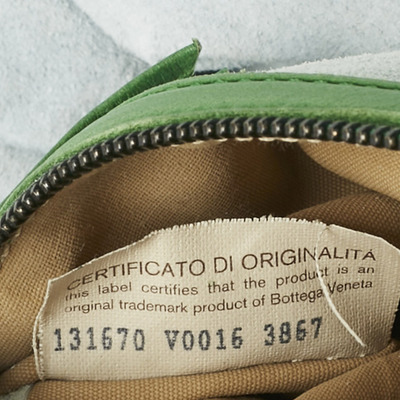 CERTIFICATO DI ORIGINALITÀ
this label certifies that the product is an
original trademark product of Bottega Veneta
131670 V0016 3867